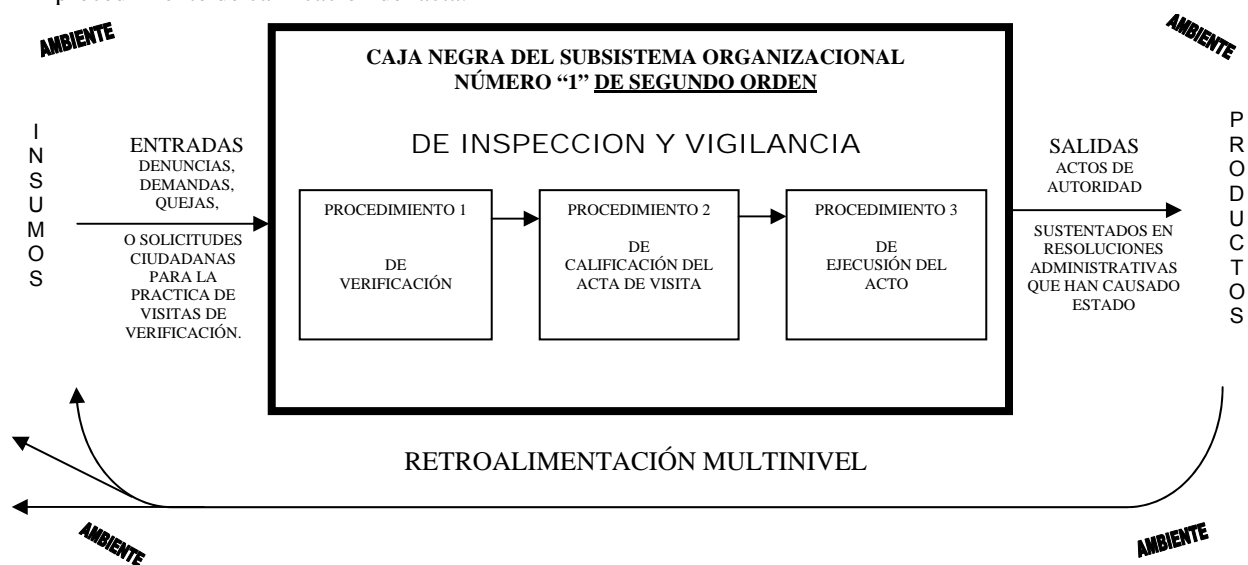 AMBIENTE
AMBIENTE
CAJA NEGRA DEL SUBSISTEMA ORGANIZACIONAL
NÚMERO “1” DE SEGUNDO ORDEN
DE INSPECCION Y VIGILANCIA
INSUMOS
ENTRADAS
DENUNCIAS,
DEMANDAS,
QUEJAS,
O SOLICITUDES
CIUDADANAS
PARA LA
PRACTICA DE
VISITAS DE
VERIFICACIÓN.
PROCEDIMIENTO 1
DE
VERIFICACIÓN
PROCEDIMIENTO 2
DE
CALIFICACIÓN DEL
ACTA DE VISITA
PROCEDIMIENTO 3
DE
EJECUSIÓN DEL
ACTO
SALIDAS
ACTOS DE
AUTORIDAD
SUSTENTADOS EN
RESOLUCIONES
ADMINISTRATIVAS
QUE HAN CAUSADO
ESTADO
PRODUCTOS
RETROALIMENTACIÓN MULTINIVEL
AMBIENTE
AMBIENTE